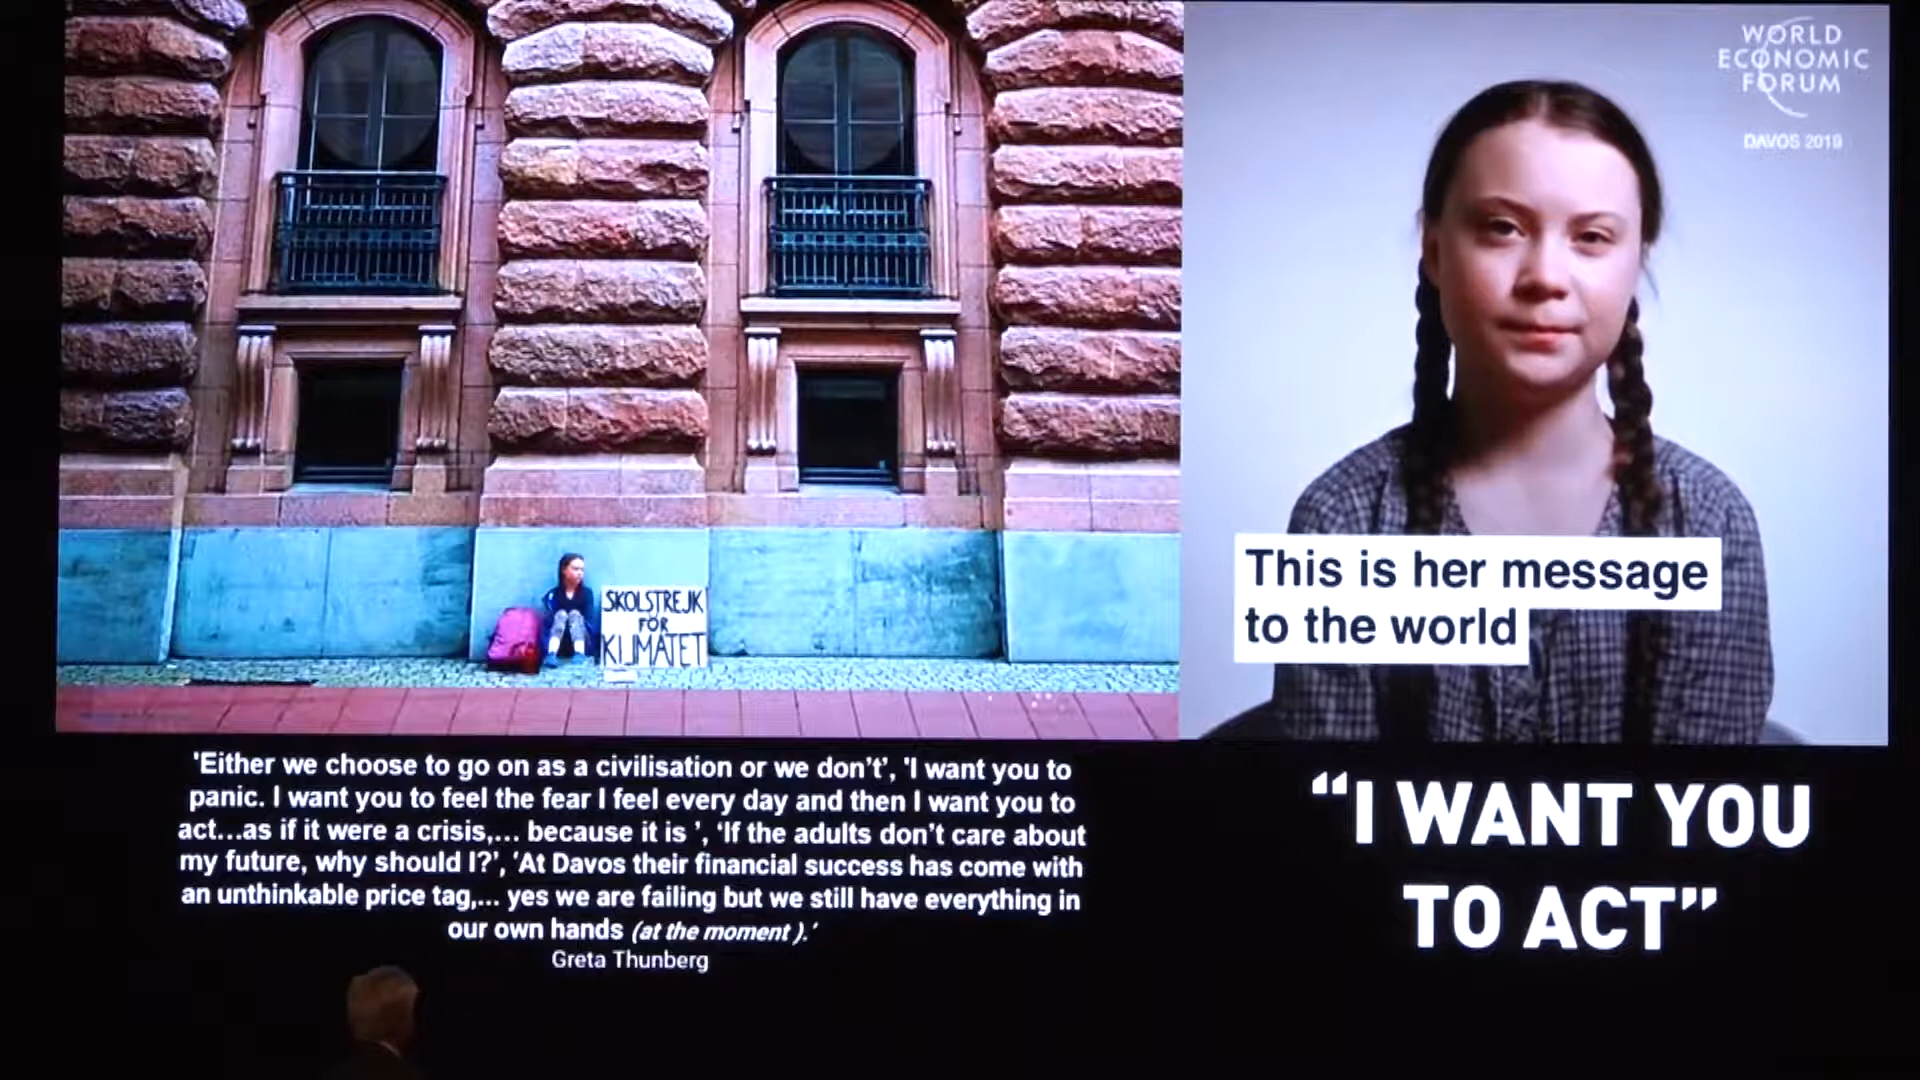 WORLD
ECONOMIC
FORUM
DAVOS 2019
SKOLSTREJK
FÖR
KLIMATET
This is her message
to the world
'Either we choose to go on as a civilisation or we don't', 'I want you to
panic. I want you to feel the fear I feel every day and then I want you to
act...as if it were a crisis,... because it is ', 'If the adults don't care about
my future, why should I?', 'At Davos their financial success has come with
an unthinkable price tag,... yes we are failing but we still have everything in
our own hands (at the moment ).'
Greta Thunberg
“I WANT YOU
TO ACT”